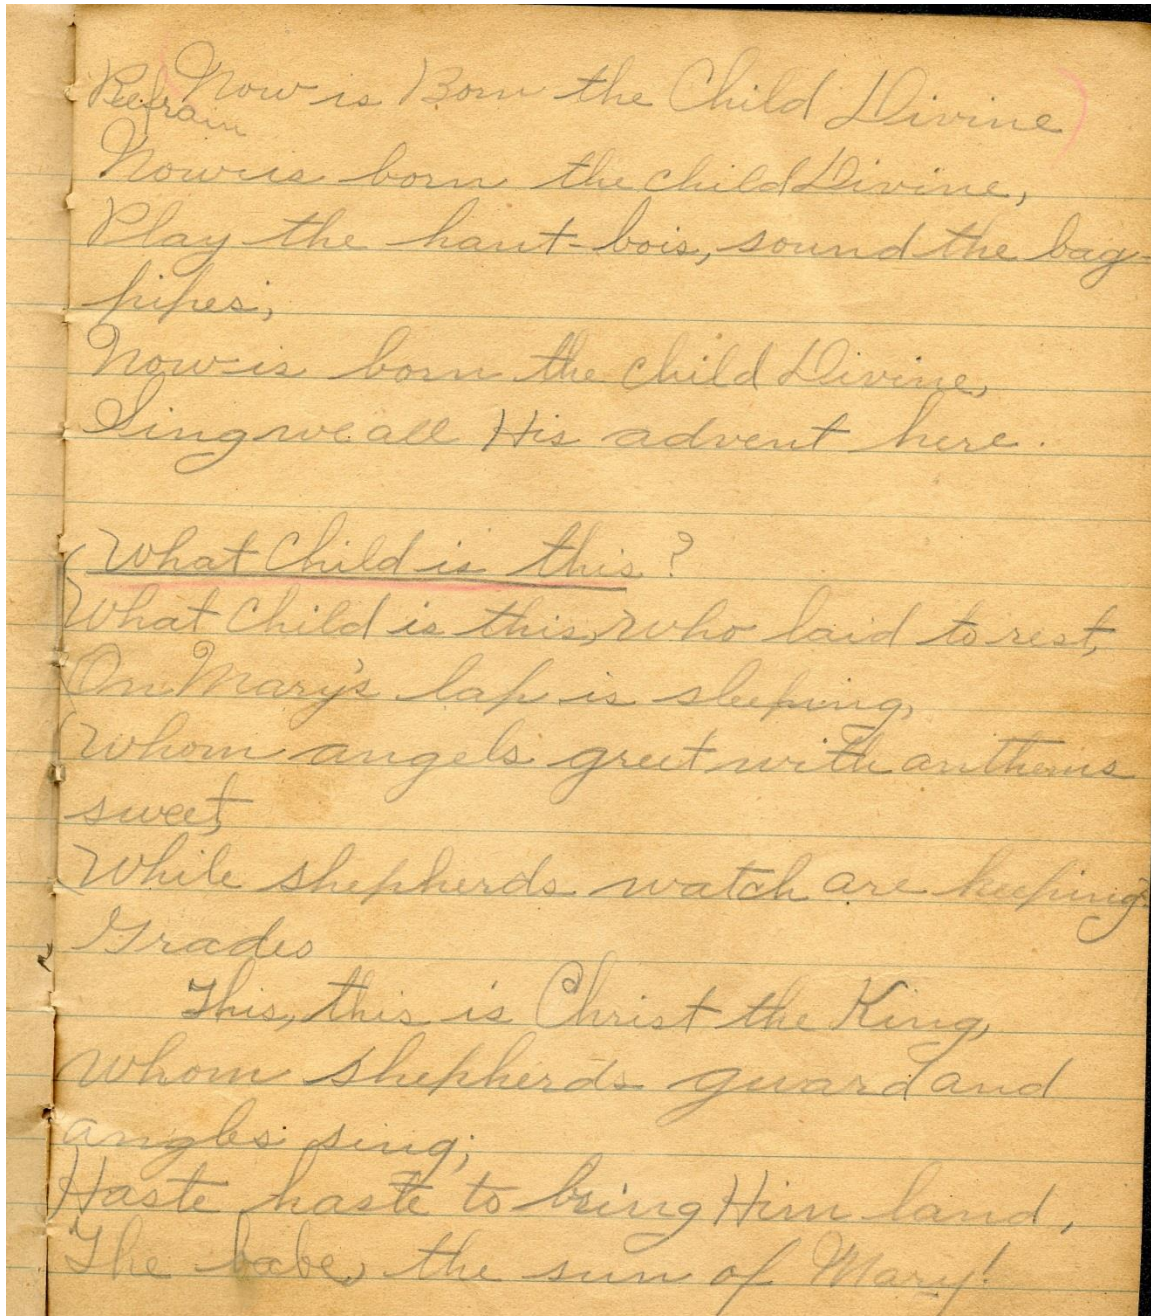 (Now is Born the Child Divine)
Refrain
Now is born the child Divine,
Play the haut-bois, sound the bag-
pipes;
Now is born the child Divine,
Sing we all His advent here.
What Child is this?
What Child is this, who laid to rest,
On Mary's lap is sleeping,
Whom angels greet with anthems
sweet,
While shepherds watch are keeping?
Grades
This, this is Christ the King,
Whom shepherds guard and
angles sing;
Haste haste to bring Him laud,
The babe, the sun of Mary!